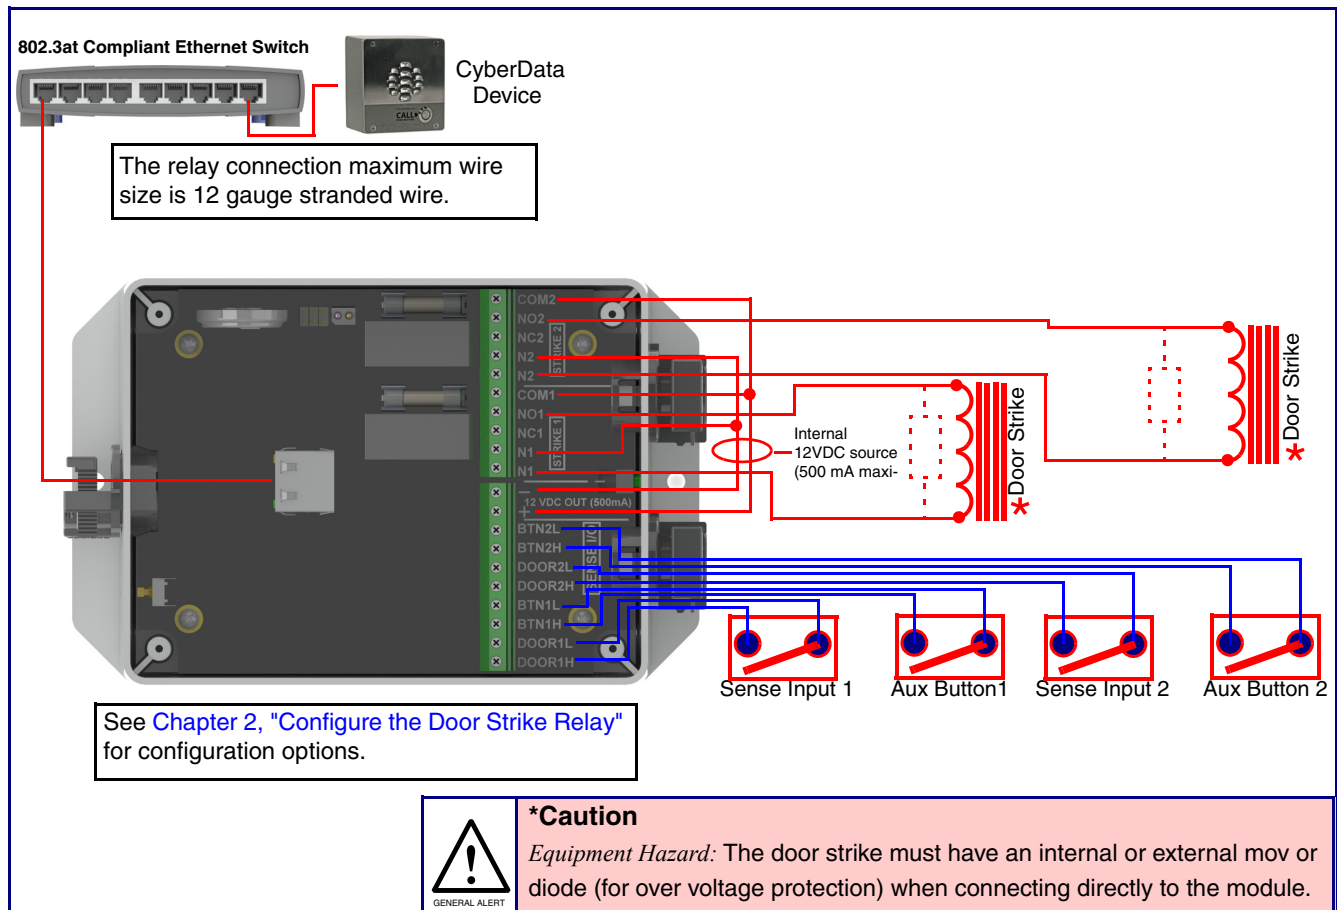 802.3at Compliant Ethernet Switch
CyberData
Device
CALL
The relay connection maximum wire
size is 12 gauge stranded wire.
COM2
NO2
NC2
N2
N2
STRIKE 2
COM1
NO1
NC1
N1
N1
STRIKE 1
-
12 VDC OUT (500mA)
+
BTN2L
BTN2H
DOOR2L
DOOR2H
BTN1L
BTN1H
DOOR1L
DOOR1H
SENSE I/O
Internal
12VDC source
(500 mA maxi-
*Door Strike
*Door Strike
Sense Input 1
Aux Button1
Sense Input 2
Aux Button 2
See Chapter 2, "Configure the Door Strike Relay"
for configuration options.
GENERAL ALERT
*Caution
Equipment Hazard: The door strike must have an internal or external mov or
diode (for over voltage protection) when connecting directly to the module.